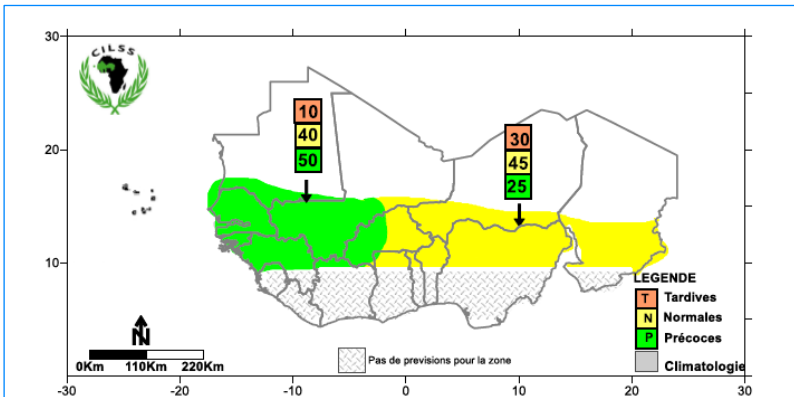 30
CILSS
10
40
50
30
45
25
20
10
LEGENDE
T Tardives
N Normales
P Précoces
Climatologie
N
0Km 110Km 220Km
Pas de previsions pour la zone
0
-30 -20 -10 0 10 20 30